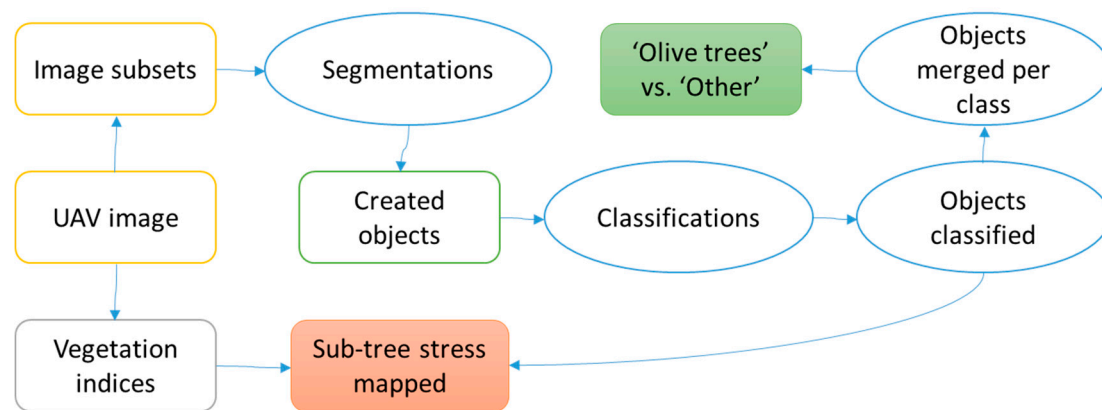 Image subsets
Segmentations
‘Olive trees’
vs. ‘Other’
Objects
merged per
class
UAV image
Created
objects
Classifications
Objects
classified
Vegetation
indices
Sub-tree stress
mapped